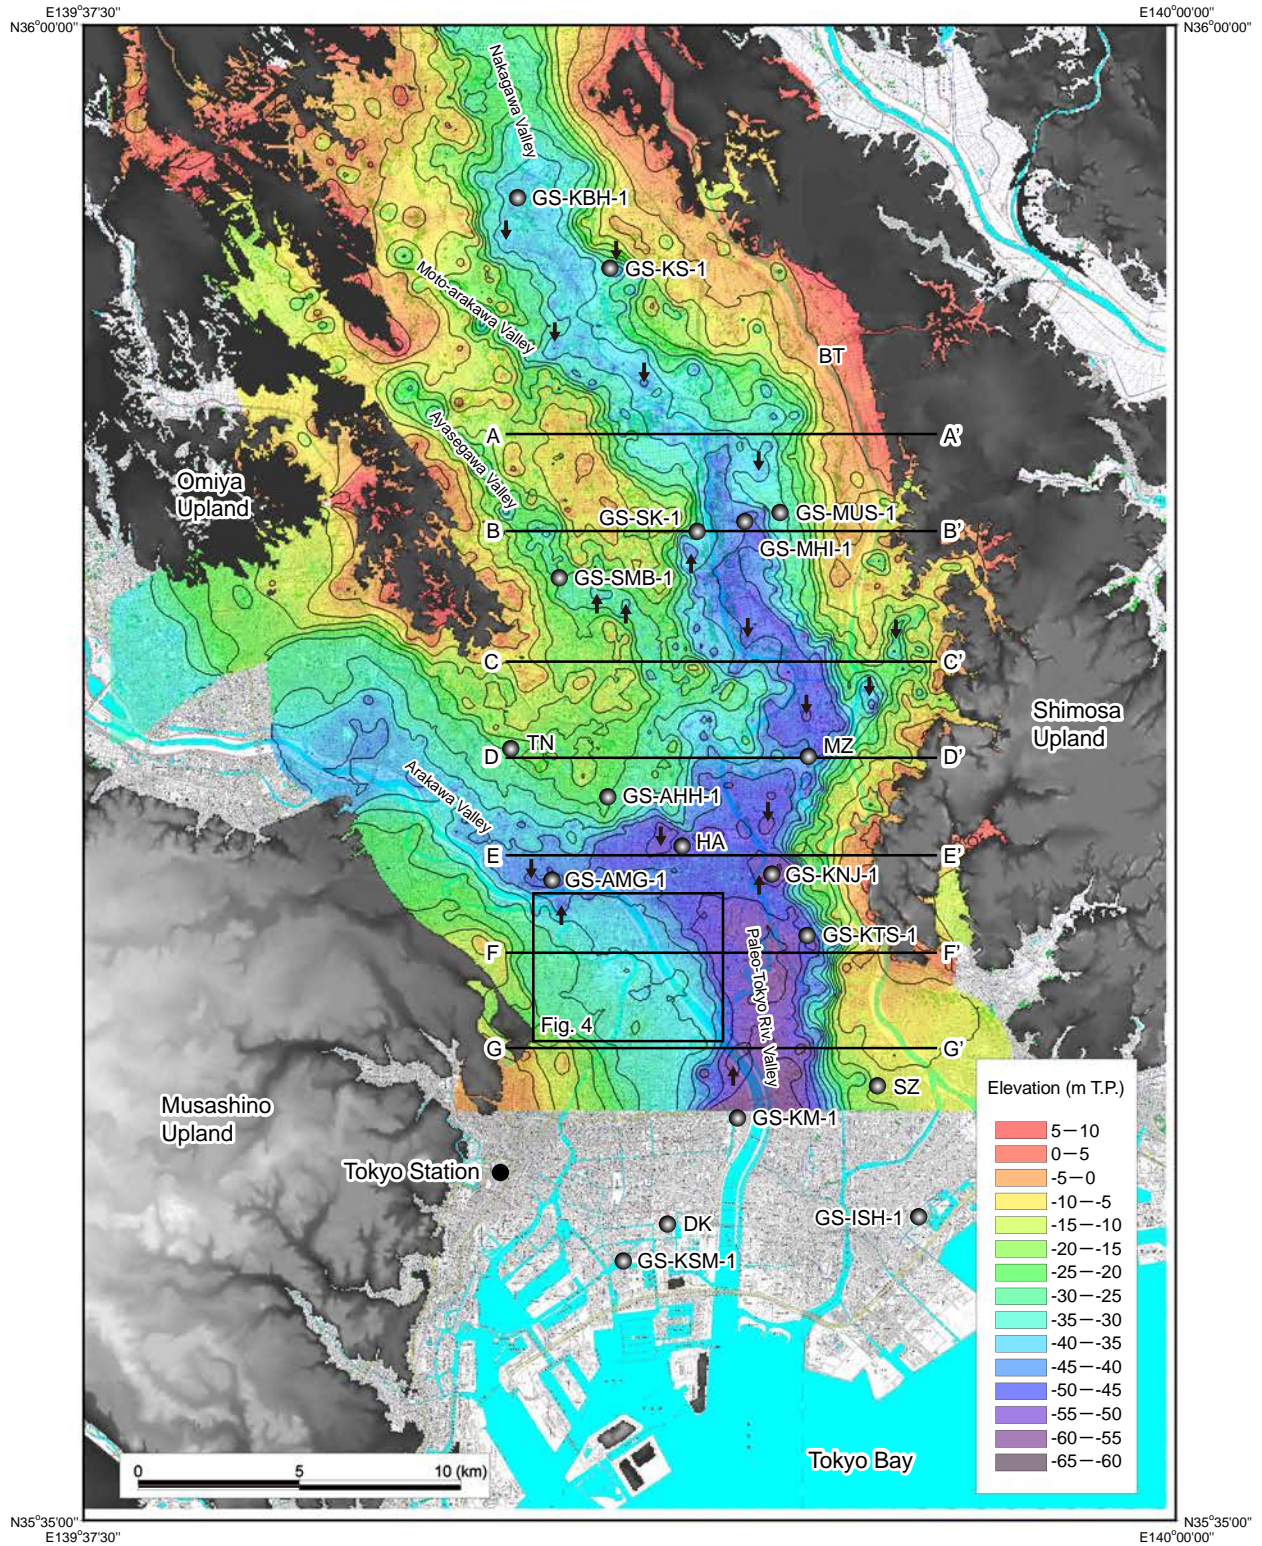 E139°37'30"
E140°00'00"
N36°00'00"
N36°00'00"
Nakagawa Valley
GS-KBH-1
GS-KS-1
Moto-arakawa Valley
BT
Ayasegawa Valley
A
A'
Omiya
Upland
GS-SK-1
GS-MUS-1
B
B'
GS-MHI-1
GS-SMB-1
C
C'
Shimosa
Upland
TN
MZ
D
D'
Arakawa Valley
GS-AHH-1
HA
E
E'
GS-AMG-1
GS-KNJ-1
GS-KTS-1
Paleo-Tokyo Riv. Valley
F
F'
Fig. 4
G
G'
SZ
Musashino
Upland
GS-KM-1
Tokyo Station
DK
GS-ISH-1
GS-KSM-1
Tokyo Bay
Elevation (m T.P.)
5－10
0－5
-5－0
-10－-5
-15－-10
-20－-15
-25－-20
-30－-25
-35－-30
-40－-35
-45－-40
-50－-45
-55－-50
-60－-55
-65－-60
0 5 10 (km)
N35°35'00"
N35°35'00"
E139°37'30"
E140°00'00"